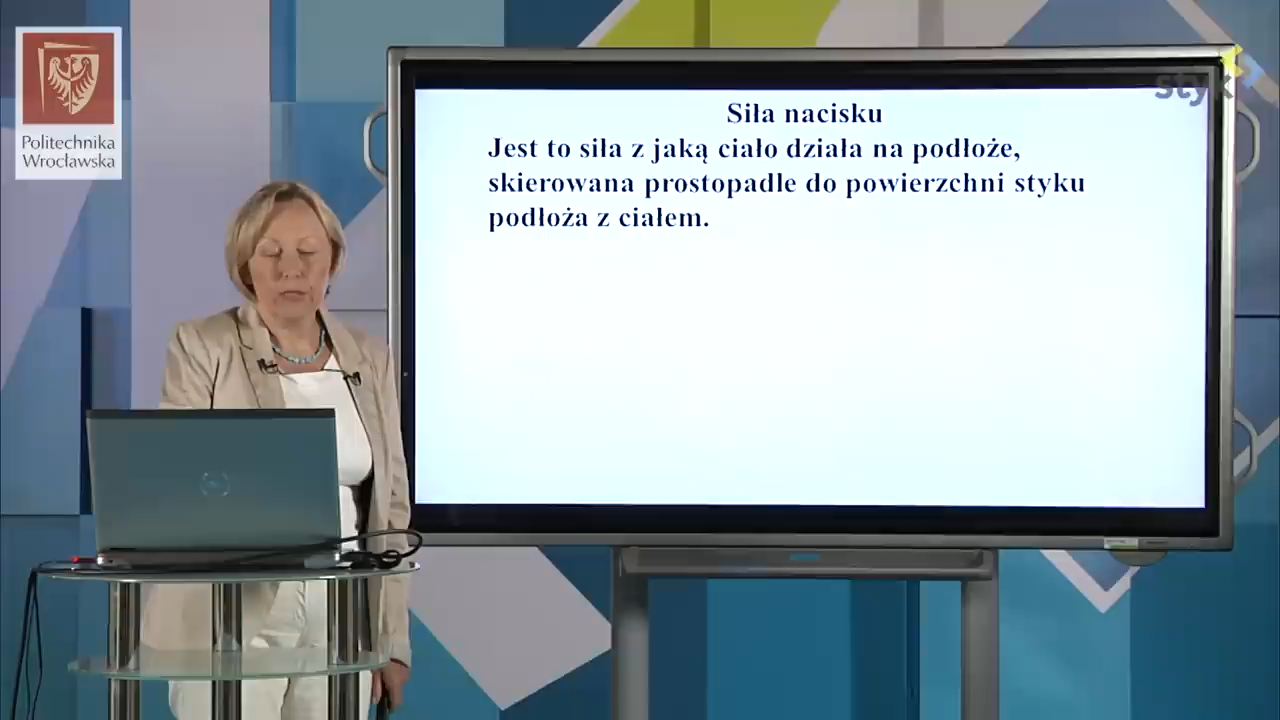 Politechnika
Wrocławska
styk
Siła nacisku
Jest to siła z jaką ciało działa na podłoże,
skierowana prostopadle do powierzchni styku
podłoża z ciałem.